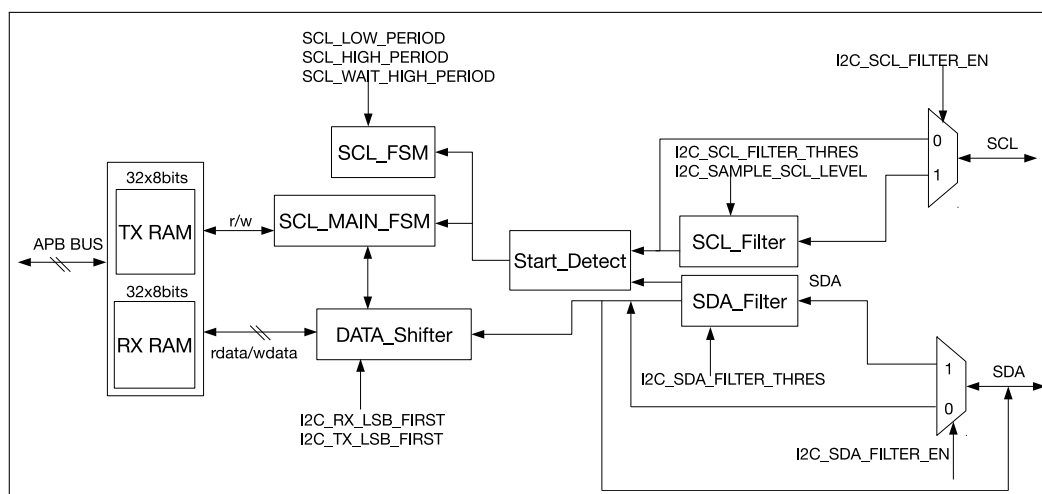 SCL_LOW_PERIOD
SCL_HIGH_PERIOD
SCL_WAIT_HIGH_PERIOD
I2C_SCL_FILTER_EN
SCL_FSM
0
SCL
1
I2C_SCL_FILTER_THRES
I2C_SAMPLE_SCL_LEVEL
32x8bits
TX RAM
r/w
SCL_MAIN_FSM
SCL_Filter
APB BUS
Start_Detect
32x8bits
RX RAM
rdata/wdata
DATA_Shifter
SDA_Filter
SDA
I2C_SDA_FILTER_THRES
1
SDA
0
I2C_RX_LSB_FIRST
I2C_TX_LSB_FIRST
I2C_SDA_FILTER_EN